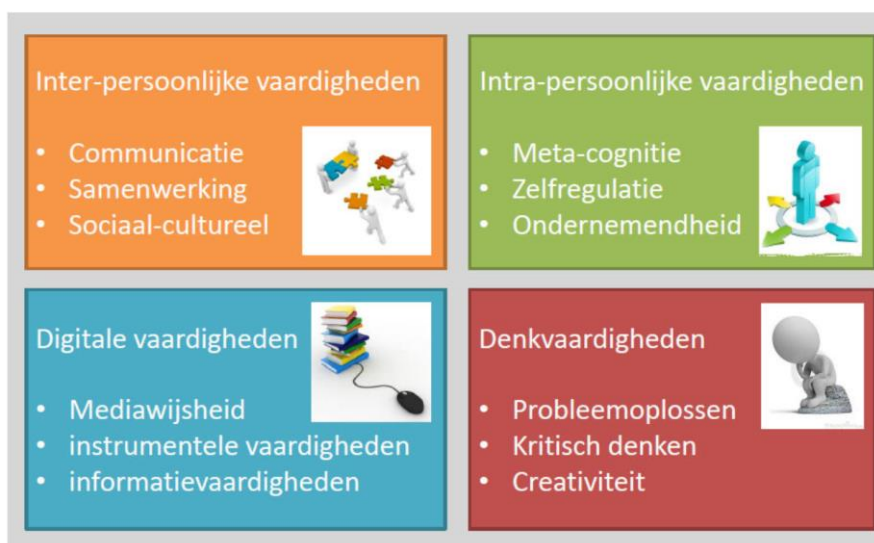 Inter-persoonlijke vaardigheden
• Communicatie
• Samenwerking
• Sociaal-cultureel
Intra-persoonlijke vaardigheden
• Meta-cognitie
• Zelfregulatie
• Ondernemendheid
Digitale vaardigheden
• Mediawijsheid
• instrumentele vaardigheden
• informatievaardigheden
Denkvaardigheden
• Probleemoplossen
• Kritisch denken
• Creativiteit